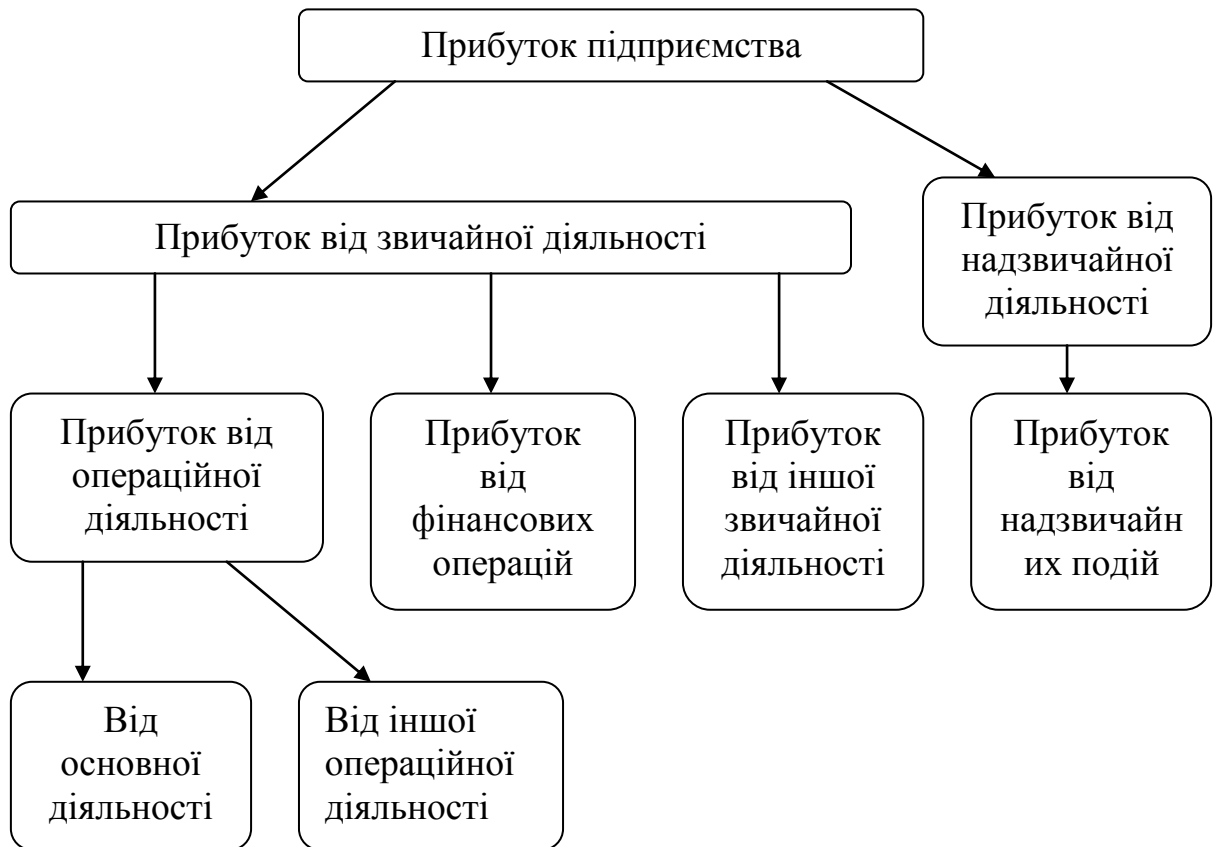 Прибуток підприємства
Прибуток від звичайної діяльності
Прибуток від
надзвичайної
діяльності
Прибуток від
операційної
діяльності
Прибуток
від
фінансових
операцій
Прибуток
від іншої
звичайної
діяльності
Прибуток
від
надзвичайн
их подій
Від
основної
діяльності
Від іншої
операційної
діяльності